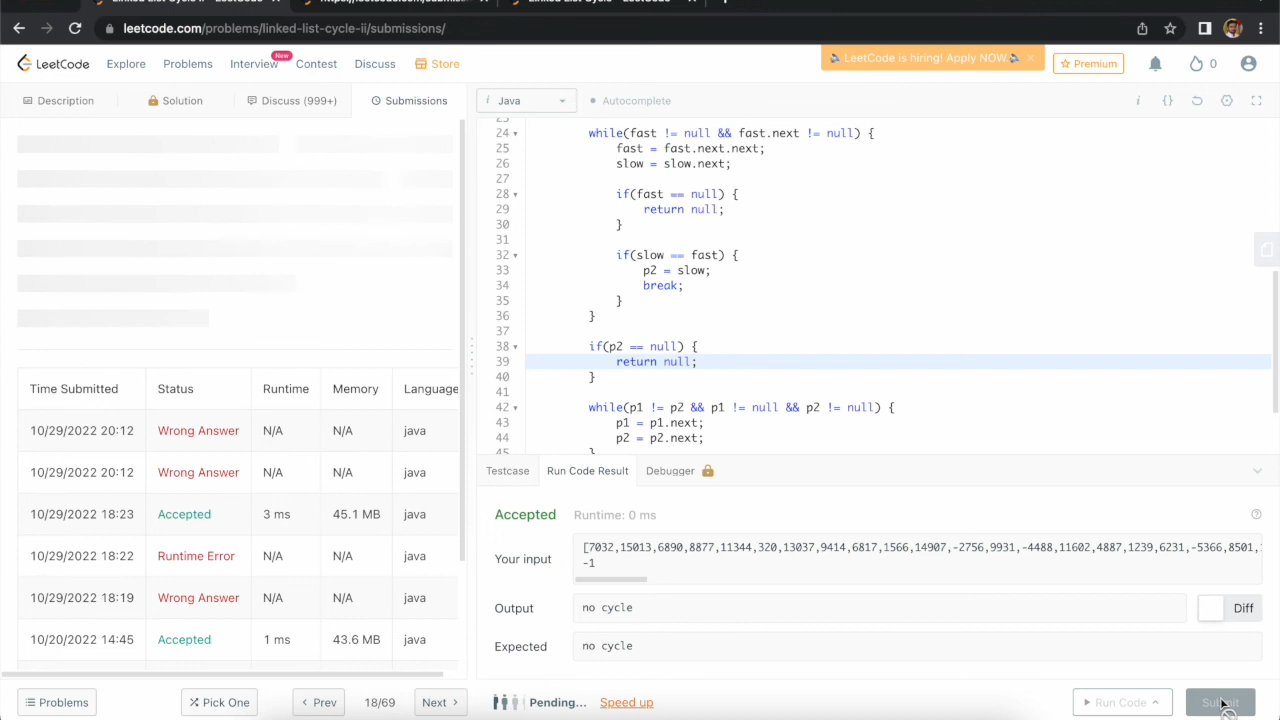 leetcode.com/problems/linked-list-cycle-ii/submissions/
LeetCode Explore Problems Interview New Contest Discuss Store
LeetCode is hiring! Apply NOW. × Premium 0
Description Solution Discuss (999+) Submissions
i Java Autocomplete i {}
24 while(fast != null && fast.next != null) {
25 fast = fast.next.next;
26 slow = slow.next;
27
28 if(fast == null) {
29 return null;
30 }
31
32 if(slow == fast) {
33 p2 = slow;
34 break;
35 }
36 }
37
38 if(p2 == null) {
39 return null;
40 }
41
42 while(p1 != p2 && p1 != null && p2 != null) {
43 p1 = p1.next;
44 p2 = p2.next;
Time Submitted Status Runtime Memory Language
10/29/2022 20:12 Wrong Answer N/A N/A java
10/29/2022 20:12 Wrong Answer N/A N/A java
10/29/2022 18:23 Accepted 3 ms 45.1 MB java
10/29/2022 18:22 Runtime Error N/A N/A java
10/29/2022 18:19 Wrong Answer N/A N/A java
10/20/2022 14:45 Accepted 1 ms 43.6 MB java
Testcase Run Code Result Debugger
Accepted Runtime: 0 ms
Your input
[7032,15013,6890,8877,11344,320,13037,9414,6817,1566,14907,-2756,9931,-4488,11602,4887,1239,6231,-5366,8501,
-1
Output no cycle Diff
Expected no cycle
Problems Pick One Prev 18/69 Next Pending... Speed up Run Code Submit